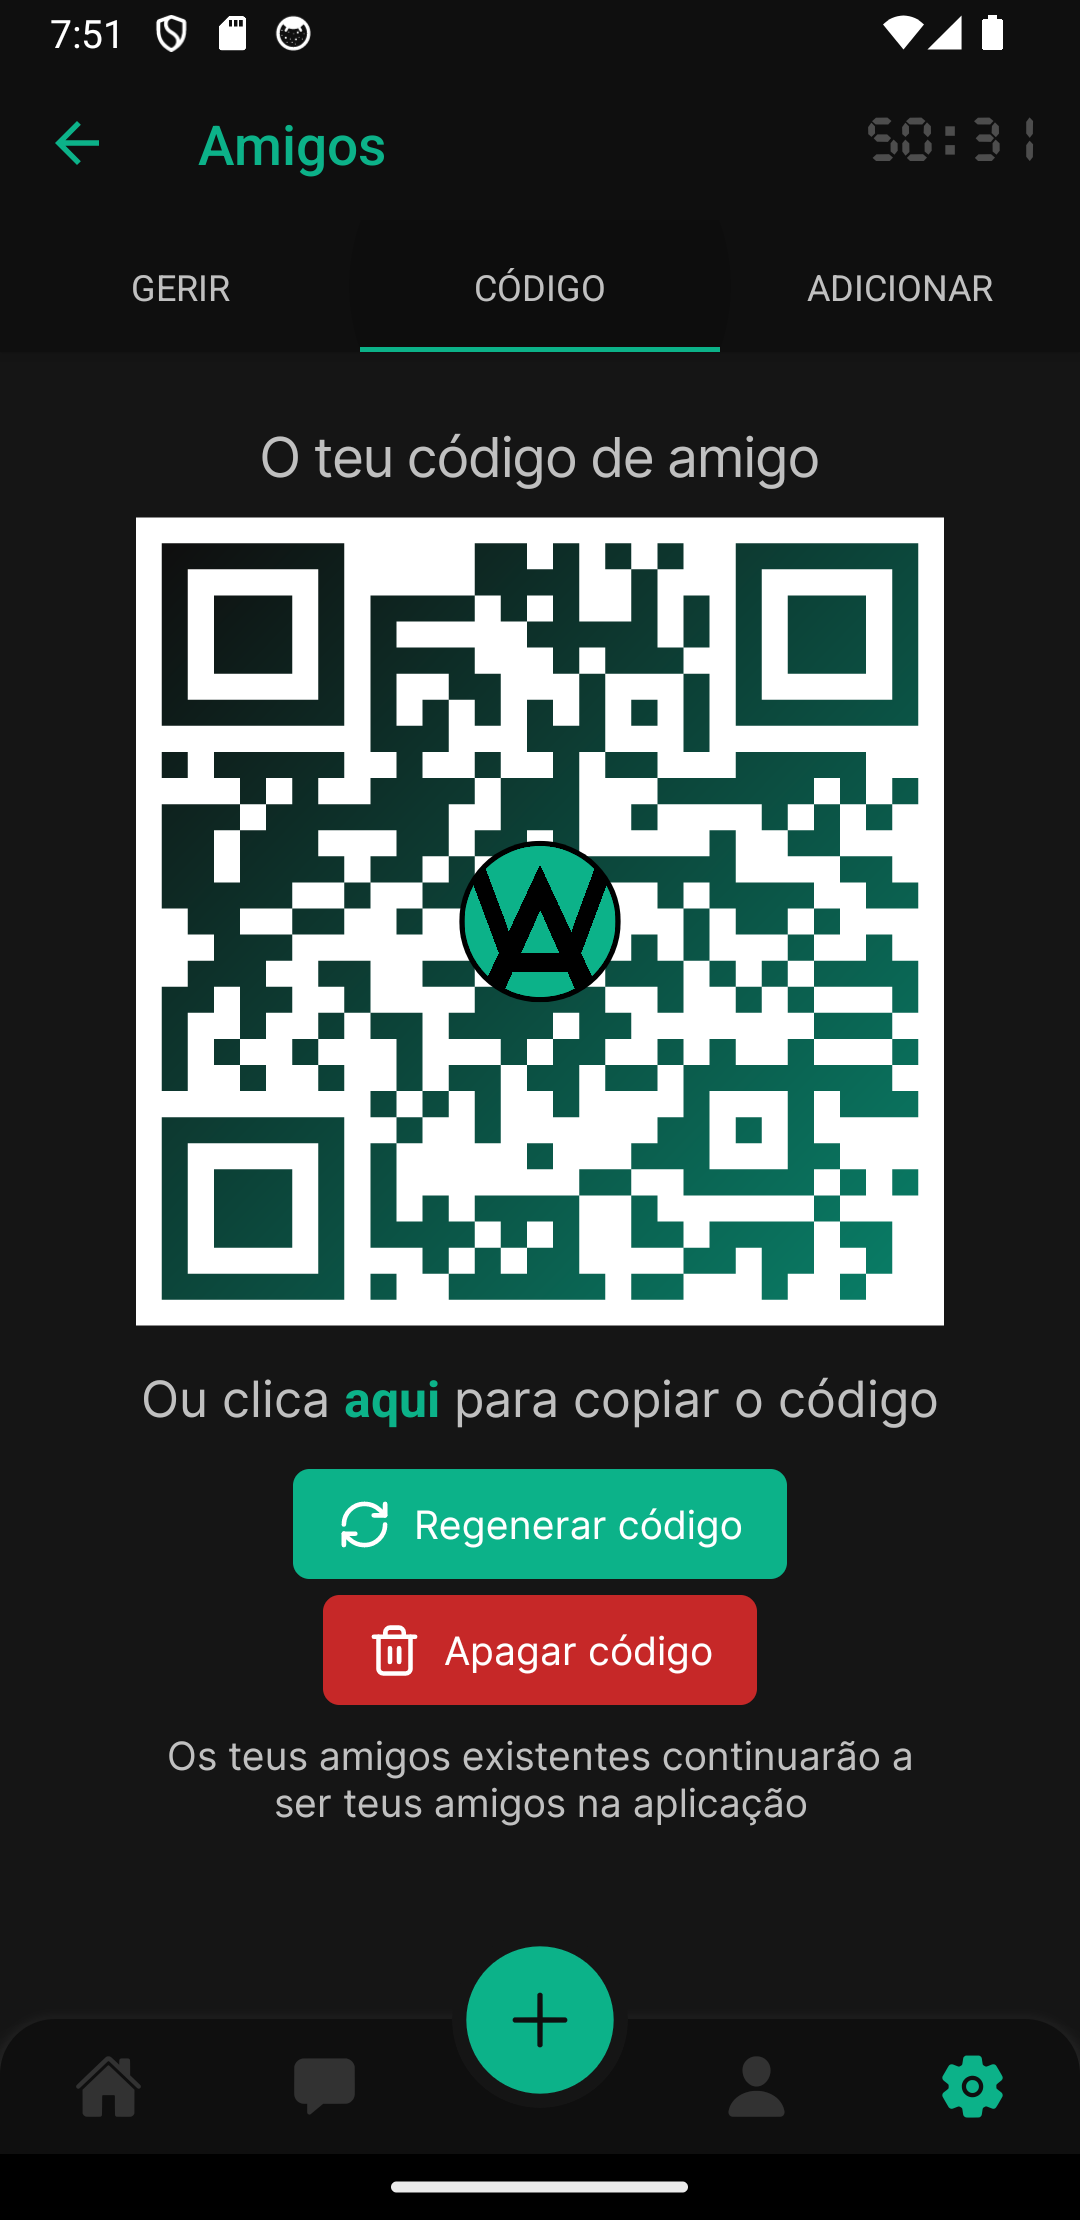 7:51
Amigos
50:31
GERIR
CÓDIGO
ADICIONAR
O teu código de amigo
WA
Ou clica aqui para copiar o código
Regenerar código
Apagar código
Os teus amigos existentes continuarão a
ser teus amigos na aplicação